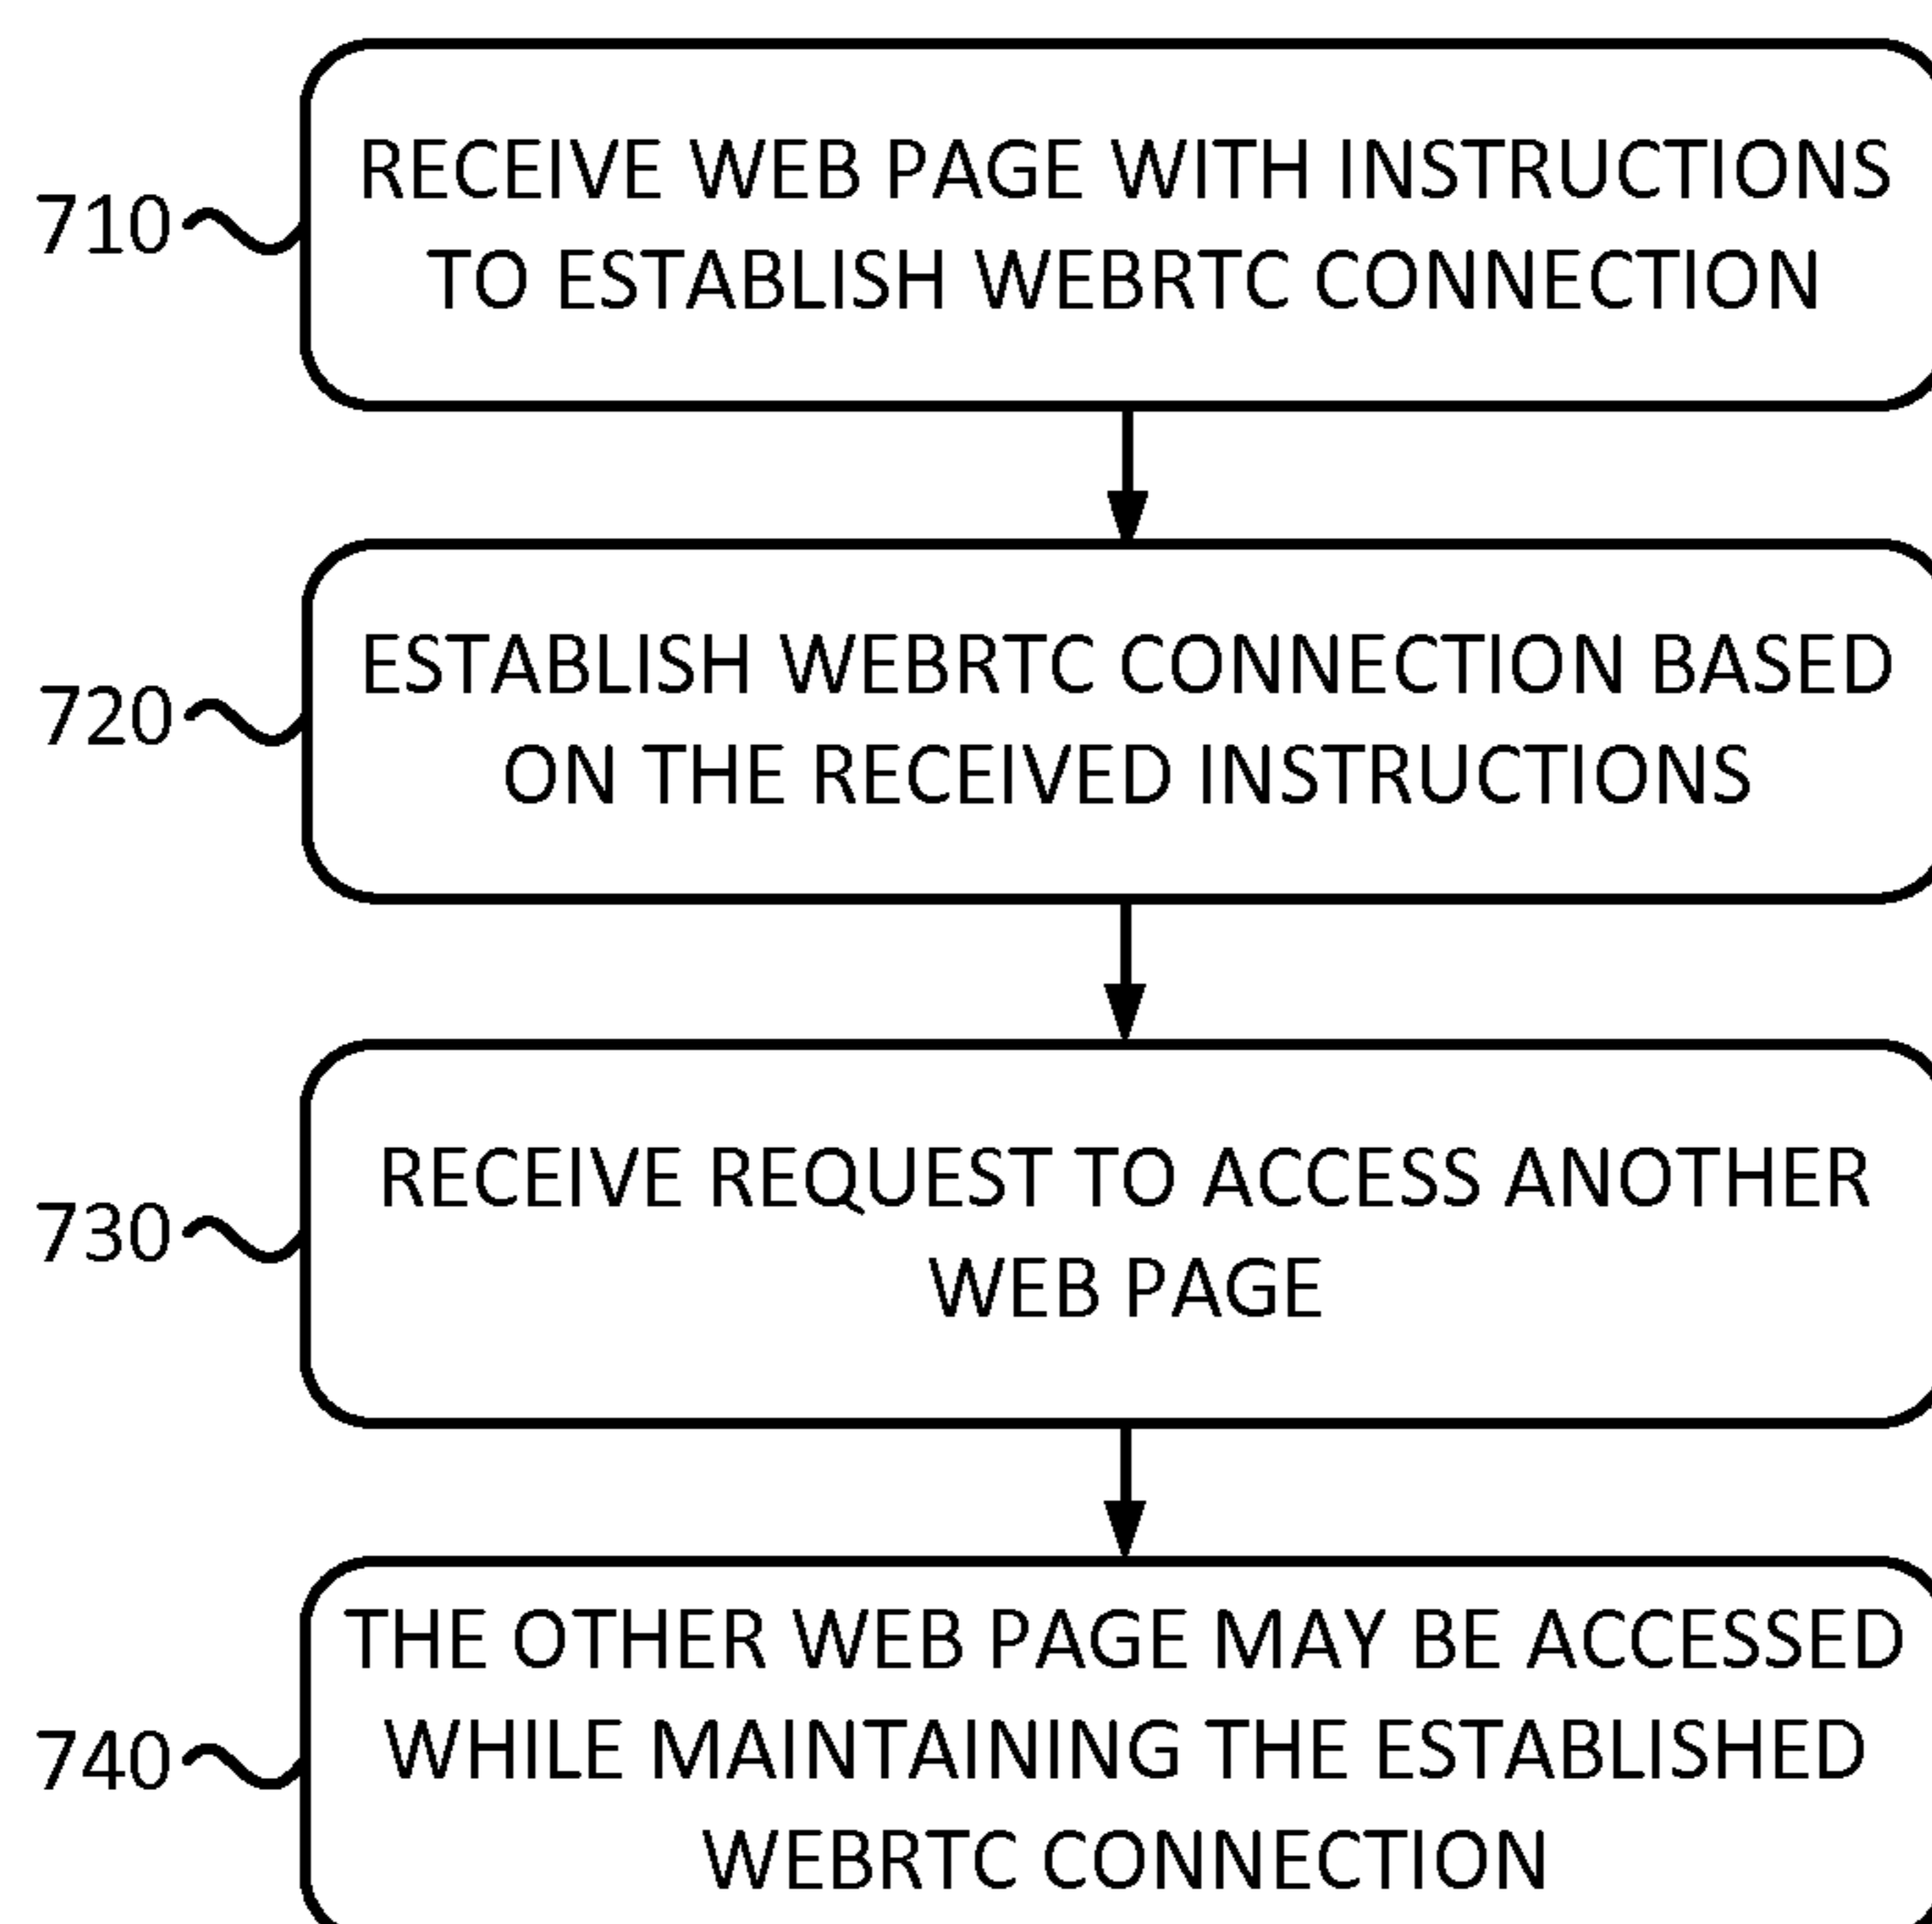 710
RECEIVE WEB PAGE WITH INSTRUCTIONS
TO ESTABLISH WEBRTC CONNECTION
720
ESTABLISH WEBRTC CONNECTION BASED
ON THE RECEIVED INSTRUCTIONS
730
RECEIVE REQUEST TO ACCESS ANOTHER
WEB PAGE
740
THE OTHER WEB PAGE MAY BE ACCESSED
WHILE MAINTAINING THE ESTABLISHED
WEBRTC CONNECTION